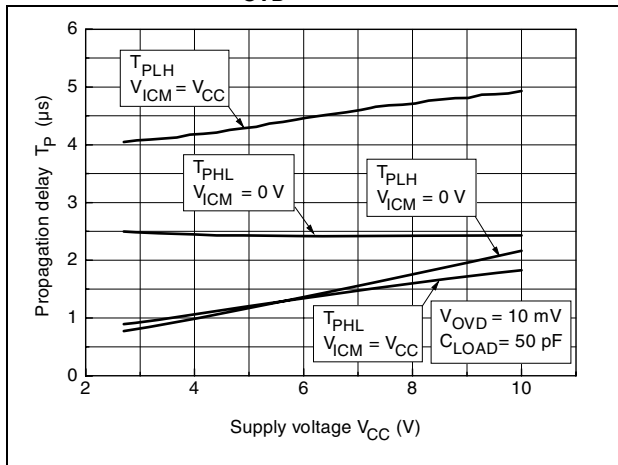 6
5
4
3
2
1
0
2
4
6
8
10
Propagation delay T_P (µs)
Supply voltage V_CC (V)
T_PLH
V_ICM = V_CC
T_PHL
V_ICM = 0 V
T_PLH
V_ICM = 0 V
T_PHL
V_ICM = V_CC
V_OVD = 10 mV
C_LOAD = 50 pF